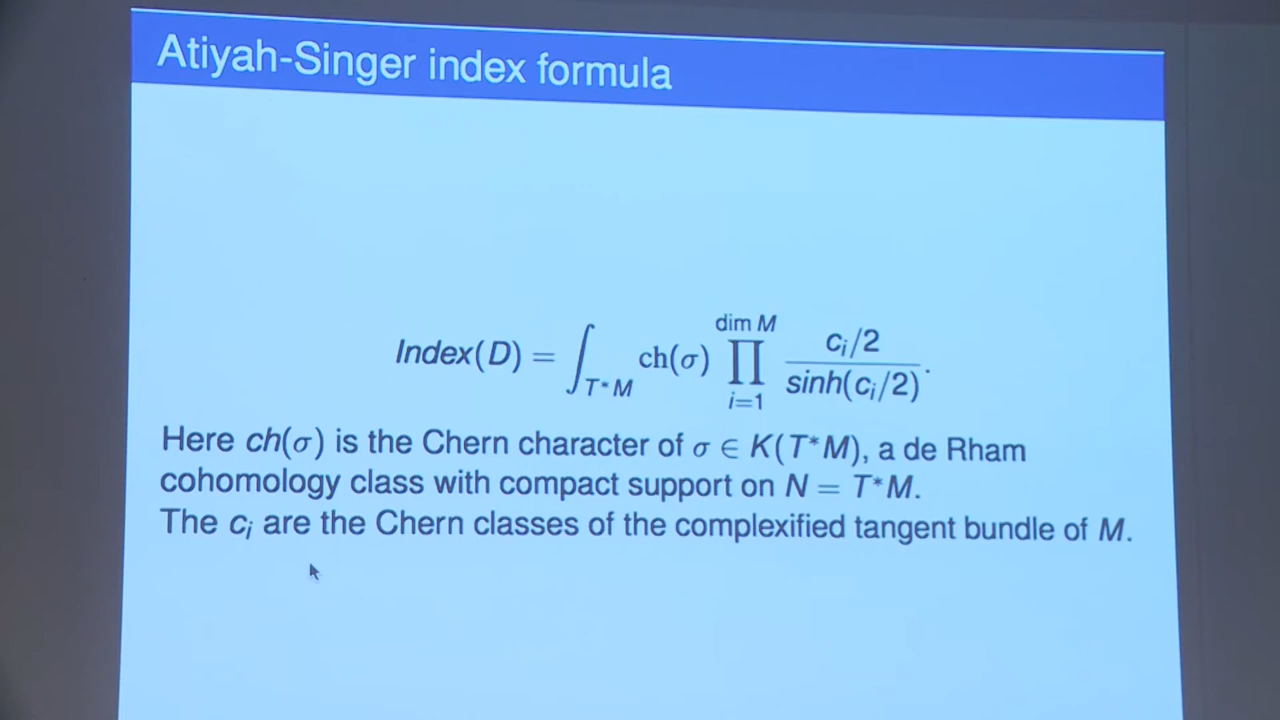 Atiyah-Singer index formula
Index(D) = ∫_{T*M} ch(σ) ∏_{i=1}^{dim M} \frac{c_i/2}{sinh(c_i/2)}.
Here ch(σ) is the Chern character of σ ∈ K(T*M), a de Rham
cohomology class with compact support on N = T*M.
The c_i are the Chern classes of the complexified tangent bundle of M.